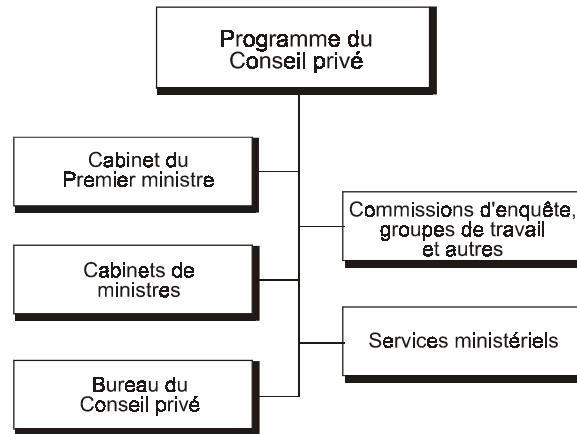 Programme du
Conseil privé
Cabinet du
Premier ministre
Commissions d'enquête,
groupes de travail
et autres
Cabinets de
ministres
Services ministériels
Bureau du
Conseil privé